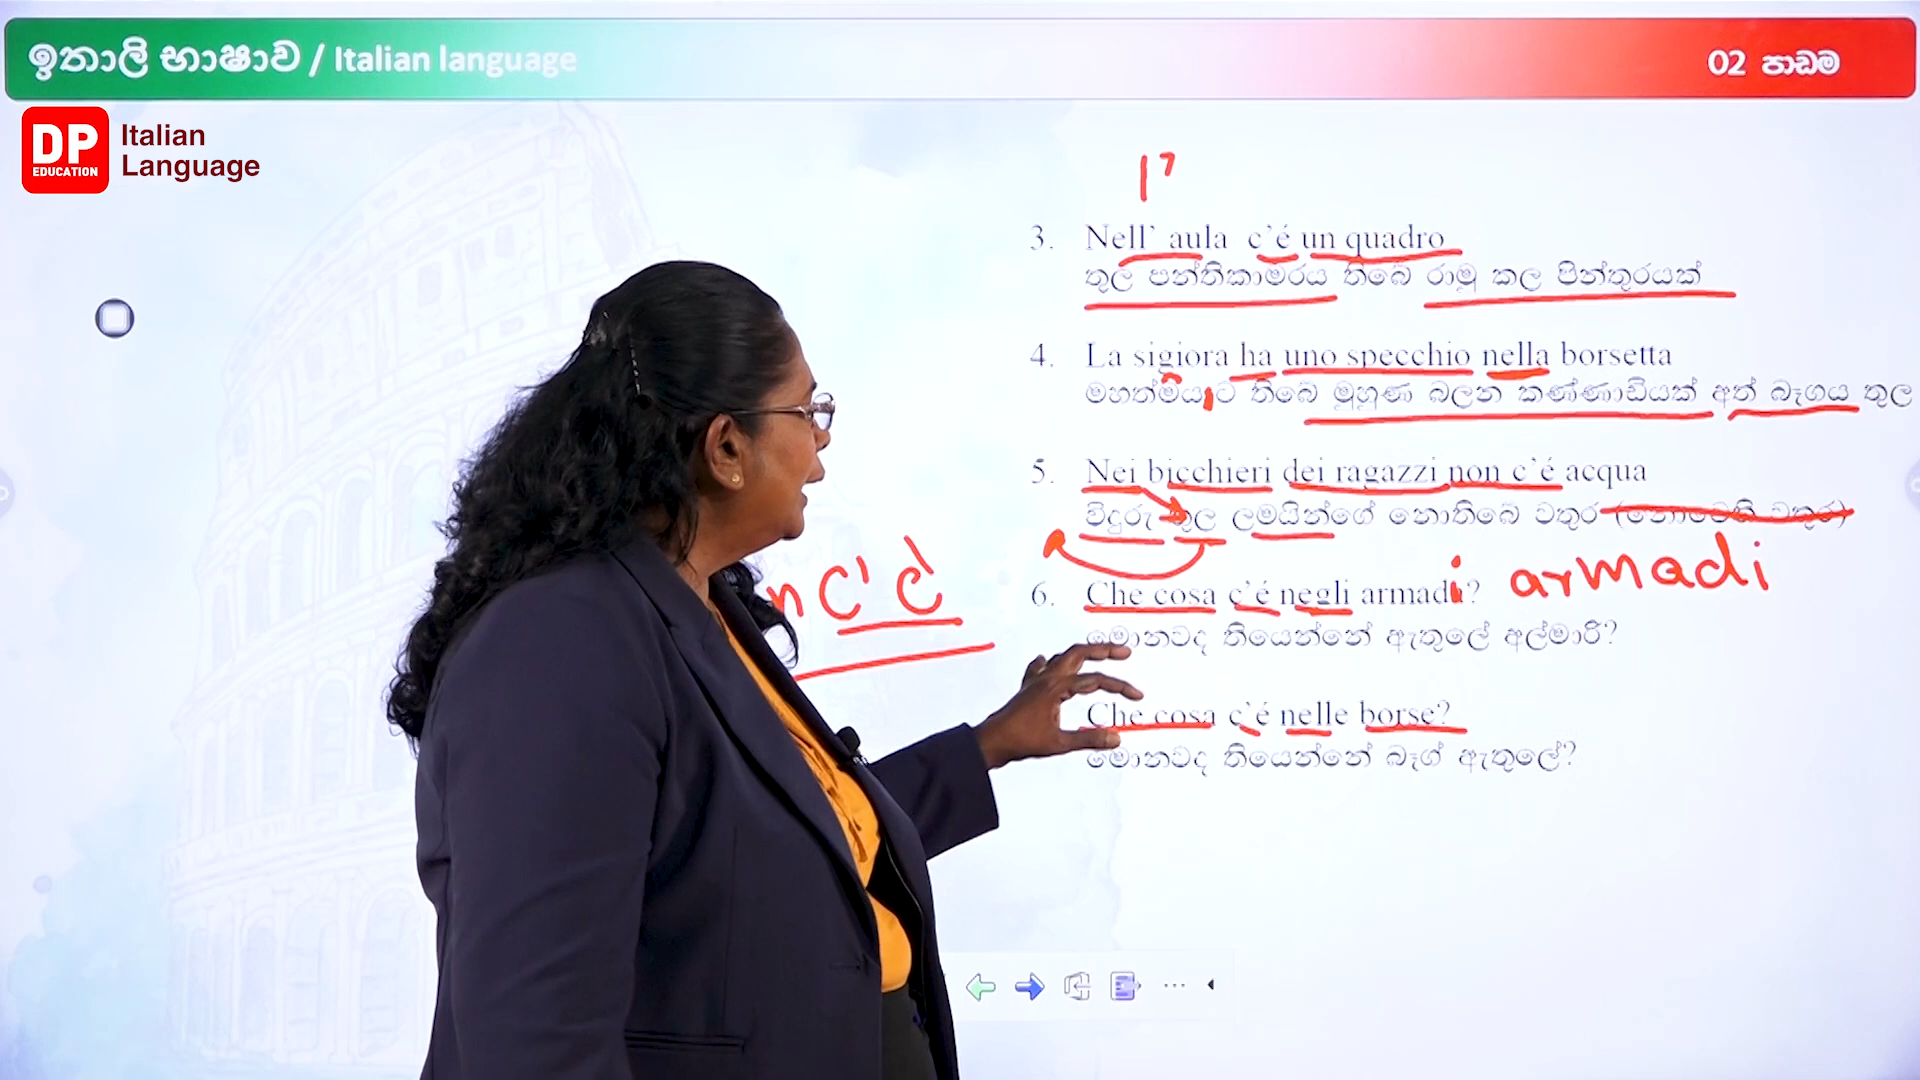 ඉතාලි භාෂාව / Italian language
02 පාඩම
DP
EDUCATION
Italian
Language
l'
3. Nell' aula c'é un quadro
තුල පන්තිකාමරය තිබේ රාමු කල පින්තුරයක්
4. La sigiora ha uno specchio nella borsetta
මහත්මියට තිබේ මුහුණ බලන කණ්ණාඩියක් අත් බෑගය තුල
5. Nei bicchieri dei ragazzi non c'é acqua
විදුරු තුල ලමයින්ගේ නොතිබේ වතුර (නොවෙති වතුර)
n c'è
6. Che cosa c'é negli armadi? i armadi
මොනවද තියෙන්නේ ඇතුලේ අල්මාරි?
Che cosa c'é nelle borse?
මොනවද තියෙන්නේ බෑග් ඇතුලේ?